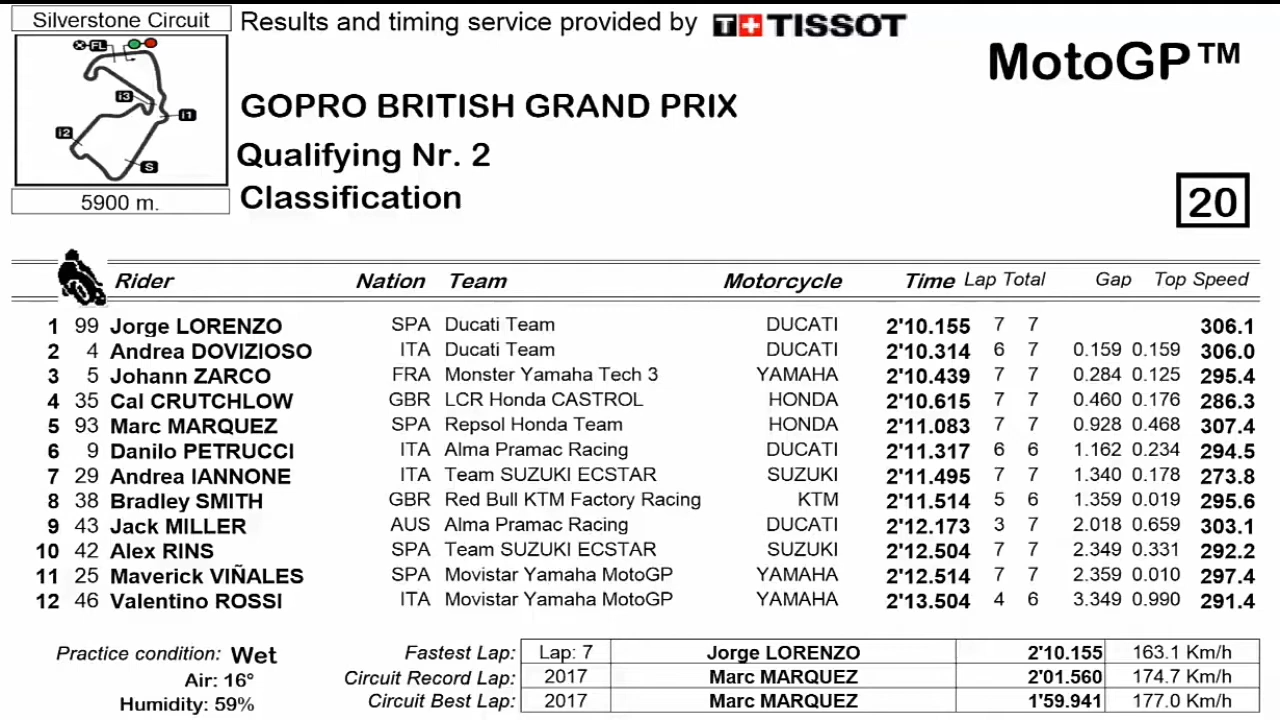 Silverstone Circuit
Results and timing service provided by T+TISSOT
MotoGP™
FL
i3
i1
i2
S
GOPRO BRITISH GRAND PRIX
Qualifying Nr. 2
Classification
5900 m.
20
Rider Nation Team Motorcycle Time Lap Total Gap Top Speed
1 99 Jorge LORENZO SPA Ducati Team DUCATI 2'10.155 7 7 306.1
2 4 Andrea DOVIZIOSO ITA Ducati Team DUCATI 2'10.314 6 7 0.159 0.159 306.0
3 5 Johann ZARCO FRA Monster Yamaha Tech 3 YAMAHA 2'10.439 7 7 0.284 0.125 295.4
4 35 Cal CRUTCHLOW GBR LCR Honda CASTROL HONDA 2'10.615 7 7 0.460 0.176 286.3
5 93 Marc MARQUEZ SPA Repsol Honda Team HONDA 2'11.083 7 7 0.928 0.468 307.4
6 9 Danilo PETRUCCI ITA Alma Pramac Racing DUCATI 2'11.317 6 6 1.162 0.234 294.5
7 29 Andrea IANNONE ITA Team SUZUKI ECSTAR SUZUKI 2'11.495 7 7 1.340 0.178 273.8
8 38 Bradley SMITH GBR Red Bull KTM Factory Racing KTM 2'11.514 5 6 1.359 0.019 295.6
9 43 Jack MILLER AUS Alma Pramac Racing DUCATI 2'12.173 3 7 2.018 0.659 303.1
10 42 Alex RINS SPA Team SUZUKI ECSTAR SUZUKI 2'12.504 7 7 2.349 0.331 292.2
11 25 Maverick VIÑALES SPA Movistar Yamaha MotoGP YAMAHA 2'12.514 7 7 2.359 0.010 297.4
12 46 Valentino ROSSI ITA Movistar Yamaha MotoGP YAMAHA 2'13.504 4 6 3.349 0.990 291.4
Practice condition: Wet Fastest Lap: Lap: 7 Jorge LORENZO 2'10.155 163.1 Km/h
Air: 16° Circuit Record Lap: 2017 Marc MARQUEZ 2'01.560 174.7 Km/h
Humidity: 59% Circuit Best Lap: 2017 Marc MARQUEZ 1'59.941 177.0 Km/h